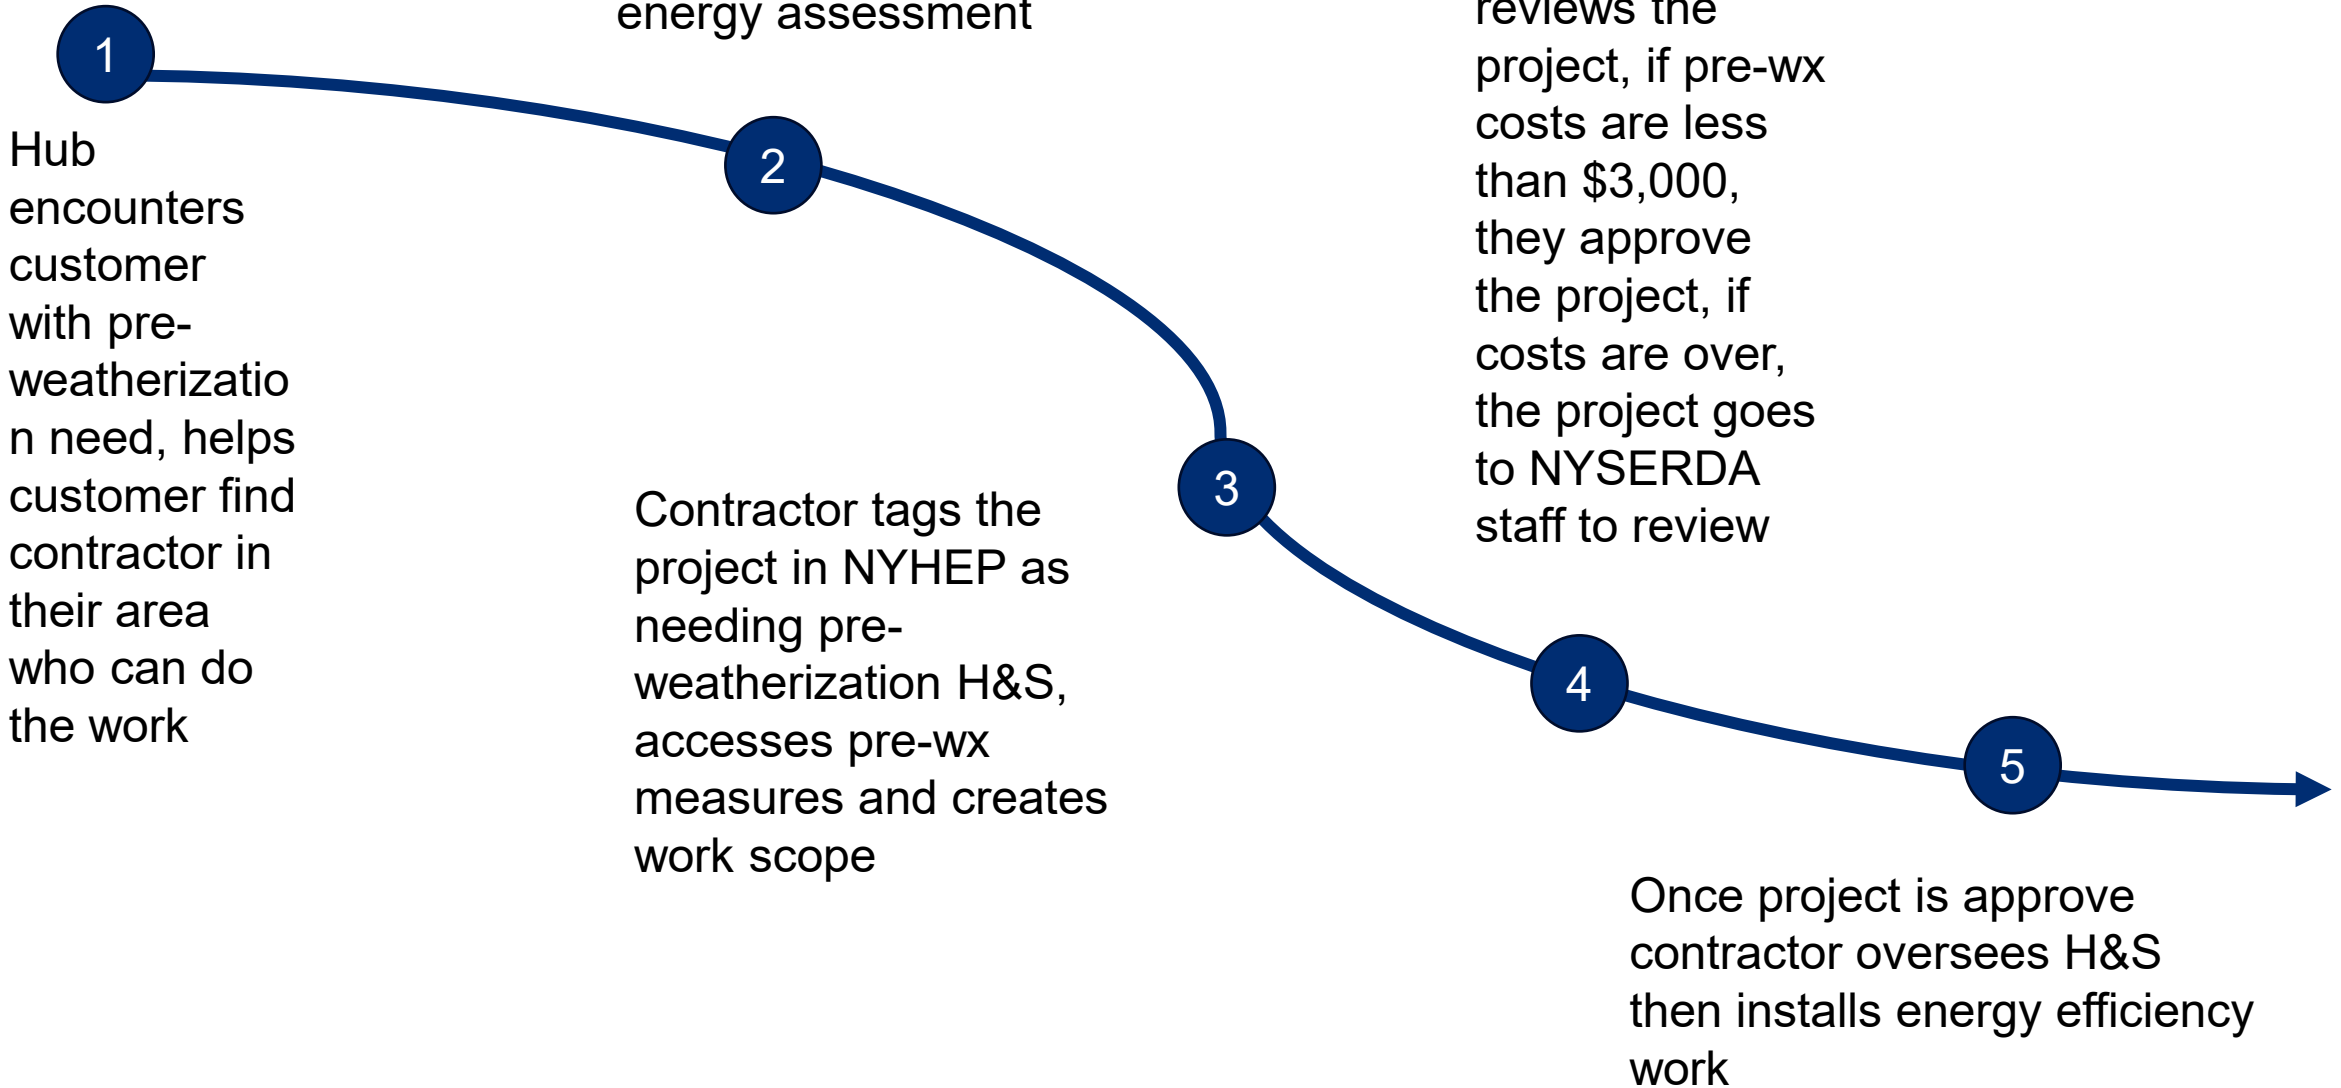 1
Hub
encounters
customer
with pre-
weatherizatio
n need, helps
customer find
contractor in
their area
who can do
the work
energy assessment
2
Contractor tags the
project in NYHEP as
needing pre-
weatherization H&S,
accesses pre-wx
measures and creates
work scope
3
reviews the
project, if pre-wx
costs are less
than $3,000,
they approve
the project, if
costs are over,
the project goes
to NYSERDA
staff to review
4
5
Once project is approve
contractor oversees H&S
then installs energy efficiency
work